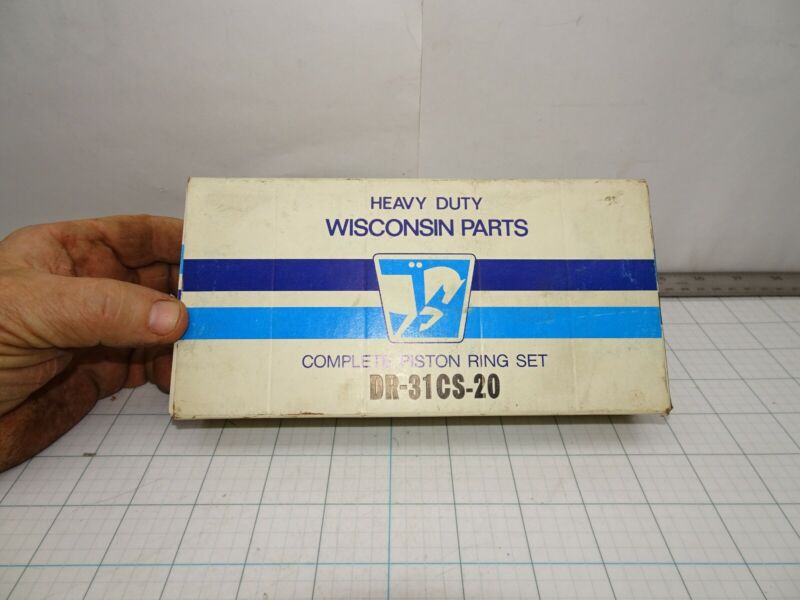 HEAVY DUTY
WISCONSIN PARTS
COMPLETE PISTON RING SET
DR-31CS-20